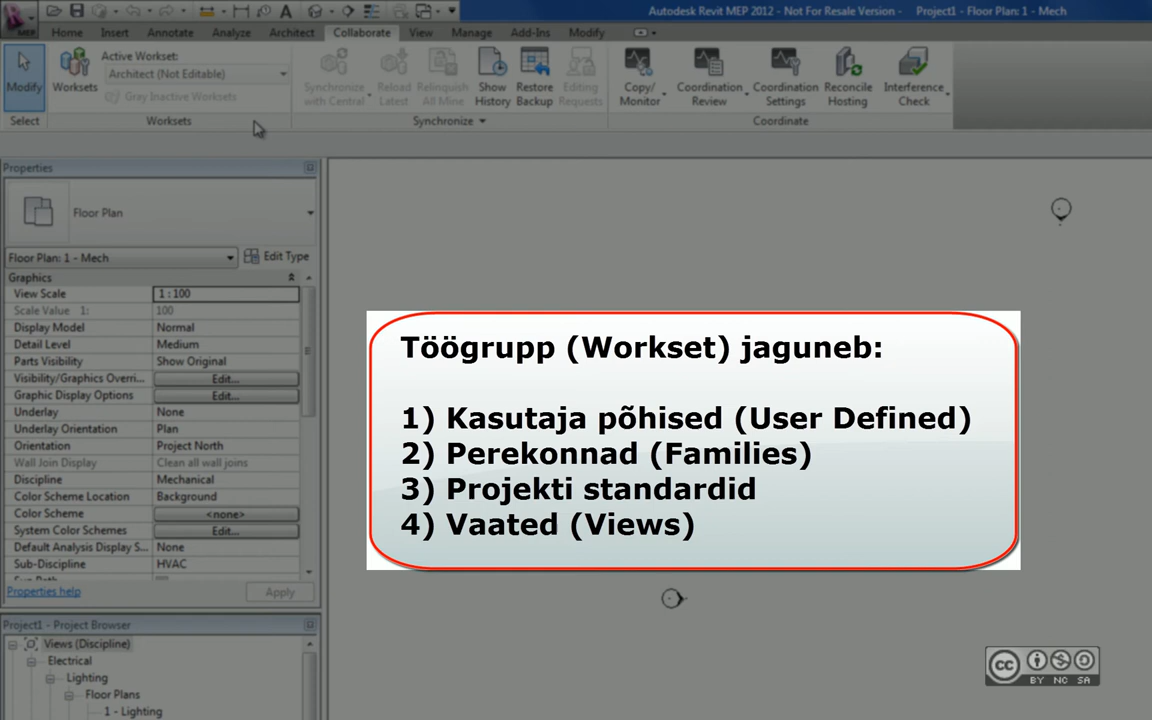 Autodesk Revit MEP 2012 - Not For Resale Version - Project1 - Floor Plan: 1 - Mech
MEP
Home Insert Annotate Analyze Architect Collaborate View Manage Add-Ins Modify
Modify
Worksets
Active Workset:
Architect (Not Editable)
Gray Inactive Worksets
Synchronize with Central
Reload Latest
Relinquish All Mine
Show History
Restore Backup
Editing Requests
Copy/ Monitor
Coordination Review
Coordination Settings
Reconcile Hosting
Interference Check
Select Worksets Synchronize Coordinate
Properties
Floor Plan
Floor Plan: 1 - Mech Edit Type
Graphics
View Scale 1 : 100
Scale Value 1: 100
Display Model Normal
Detail Level Medium
Parts Visibility Show Original
Visibility/Graphics Overri... Edit...
Graphic Display Options Edit...
Underlay None
Underlay Orientation Plan
Orientation Project North
Wall Join Display Clean all wall joins
Discipline Mechanical
Color Scheme Location Background
Color Scheme <none>
System Color Schemes Edit...
Default Analysis Display S... None
Sub-Discipline HVAC
Properties help Apply
Project1 - Project Browser
Views (Discipline)
Electrical
Lighting
Floor Plans
1 - Lighting
Töögrupp (Workset) jaguneb:
1) Kasutaja põhised (User Defined)
2) Perekonnad (Families)
3) Projekti standardid
4) Vaated (Views)
cc
BY NC SA